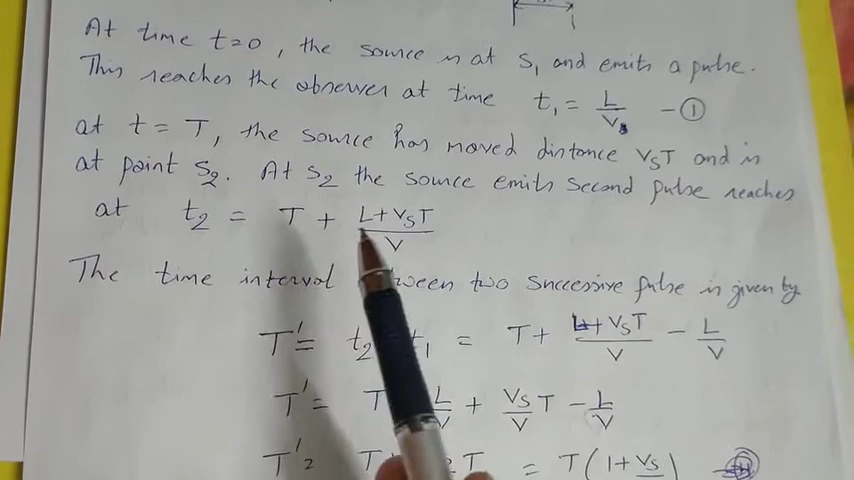 At time t=0, the source is at S₁ and emits a pulse.
This reaches the observer at time t₁ = L/Vs - ①
at t = T, the source has moved distance VsT and is
at point S₂. At S₂ the source emits second pulse reaches
at t₂ = T + (L+VsT)/V
The time interval between two successive pulse is given by
T' = t₂ t₁ = T + (L+VsT)/V - L/V
T' = T L/V + Vs/V T - L/V
T' = T T = T(1+Vs/